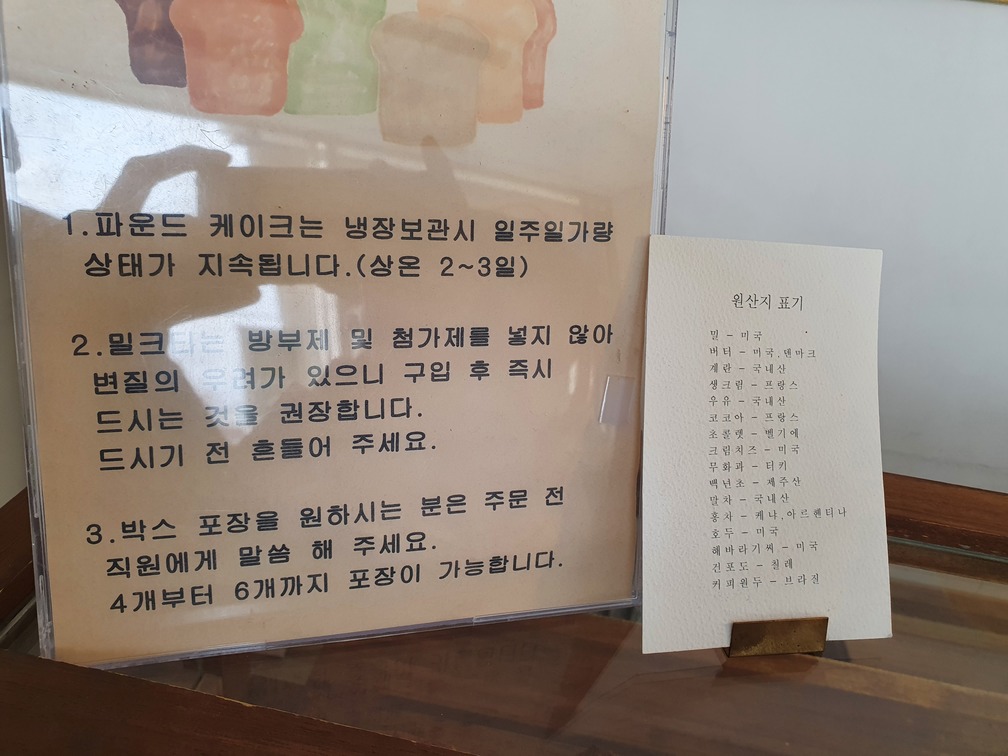 1.파운드 케이크는 냉장보관시 일주일가량
상태가 지속됩니다.(상온 2~3일)
2.밀크티는 방부제 및 첨가제를 넣지 않아
변질의 우려가 있으니 구입 후 즉시
드시는 것을 권장합니다.
드시기 전 흔들어 주세요.
3.박스 포장을 원하시는 분은 주문 전
직원에게 말씀 해 주세요.
4개부터 6개까지 포장이 가능합니다.
원산지 표기
밀 - 미국
버터 - 미국,덴마크
계란 - 국내산
생크림 - 프랑스
우유 - 국내산
코코아 - 프랑스
초콜렛 - 벨기에
크림치즈 - 미국
무화과 - 터키
백년초 - 제주산
말차 - 국내산
홍차 - 케냐,아르헨티나
호두 - 미국
해바라기씨 - 미국
건포도 - 칠레
커피원두 - 브라질